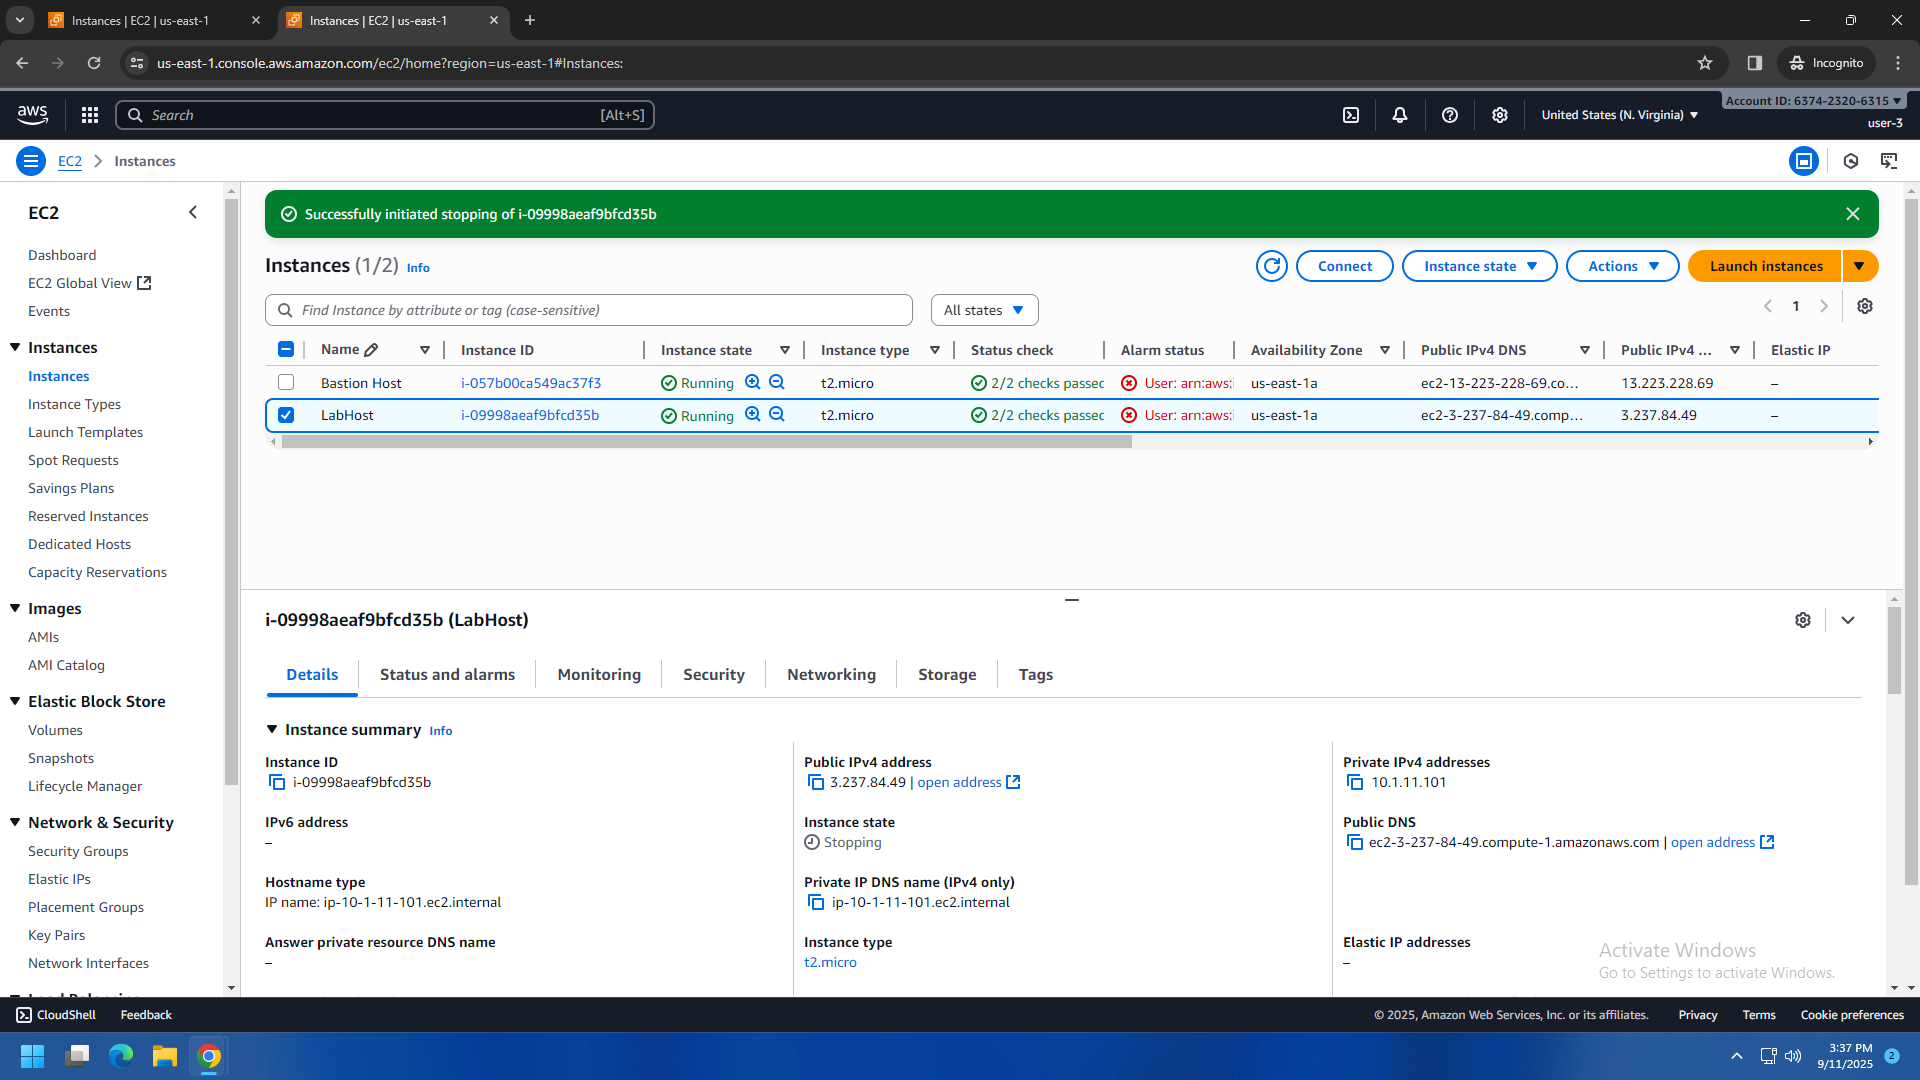 Instances | EC2 | us-east-1
Instances | EC2 | us-east-1
us-east-1.console.aws.amazon.com/ec2/home?region=us-east-1#Instances:
Incognito
aws
Search
[Alt+S]
United States (N. Virginia)
Account ID: 6374-2320-6315
user-3
EC2
Instances
EC2
Dashboard
EC2 Global View
Events
Instances
Instances
Instance Types
Launch Templates
Spot Requests
Savings Plans
Reserved Instances
Dedicated Hosts
Capacity Reservations
Images
AMIs
AMI Catalog
Elastic Block Store
Volumes
Snapshots
Lifecycle Manager
Network & Security
Security Groups
Elastic IPs
Placement Groups
Key Pairs
Network Interfaces
Successfully initiated stopping of i-09998aeaf9bfcd35b
Instances (1/2) Info
Connect
Instance state
Actions
Launch instances
Find Instance by attribute or tag (case-sensitive)
All states
1
Name Instance ID Instance state Instance type Status check Alarm status Availability Zone Public IPv4 DNS Public IPv4 ... Elastic IP
Bastion Host i-057b00ca549ac37f3 Running t2.micro 2/2 checks passed User: arn:aws:i us-east-1a ec2-13-223-228-69.co... 13.223.228.69 –
LabHost i-09998aeaf9bfcd35b Running t2.micro 2/2 checks passed User: arn:aws:i us-east-1a ec2-3-237-84-49.comp... 3.237.84.49 –
i-09998aeaf9bfcd35b (LabHost)
Details Status and alarms Monitoring Security Networking Storage Tags
Instance summary Info
Instance ID
i-09998aeaf9bfcd35b
Public IPv4 address
3.237.84.49 | open address
Private IPv4 addresses
10.1.11.101
IPv6 address
–
Instance state
Stopping
Public DNS
ec2-3-237-84-49.compute-1.amazonaws.com | open address
Hostname type
IP name: ip-10-1-11-101.ec2.internal
Private IP DNS name (IPv4 only)
ip-10-1-11-101.ec2.internal
Answer private resource DNS name
–
Instance type
t2.micro
Elastic IP addresses
–
Activate Windows
Go to Settings to activate Windows.
CloudShell
Feedback
© 2025, Amazon Web Services, Inc. or its affiliates.
Privacy
Terms
Cookie preferences
3:37 PM
9/11/2025
2